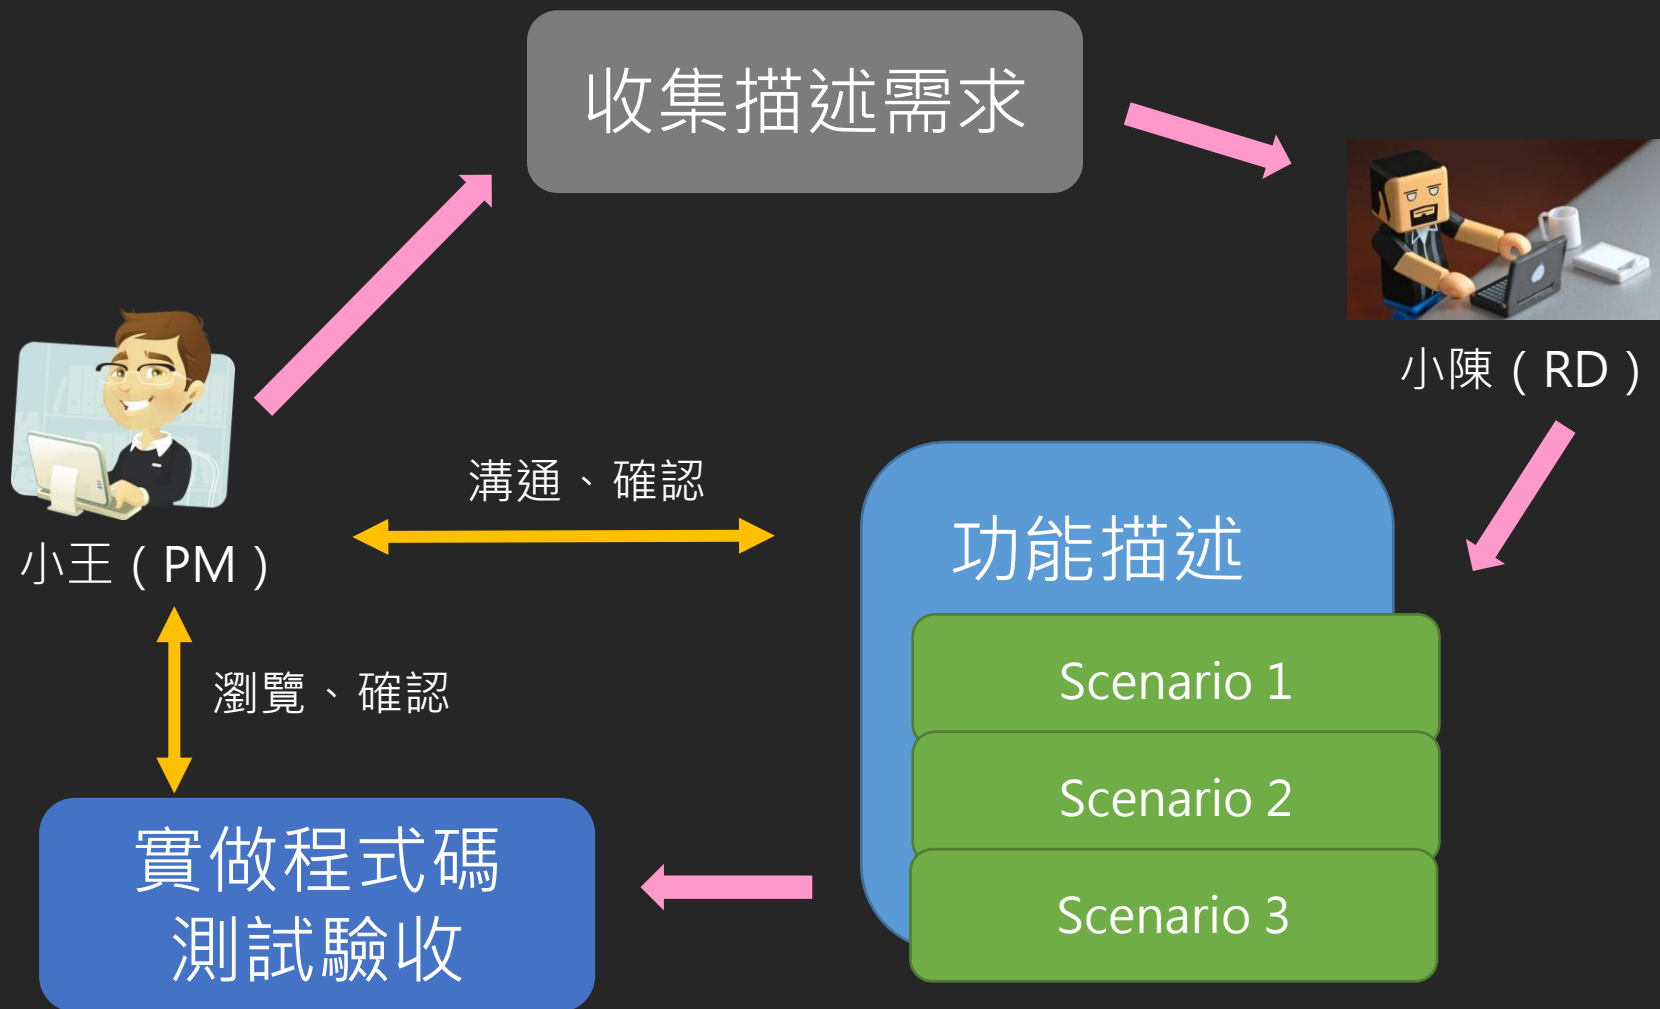 收集描述需求
小陳（RD）
溝通、確認
功能描述
小王（PM）
Scenario 1
瀏覽、確認
Scenario 2
實做程式碼
測試驗收
Scenario 3